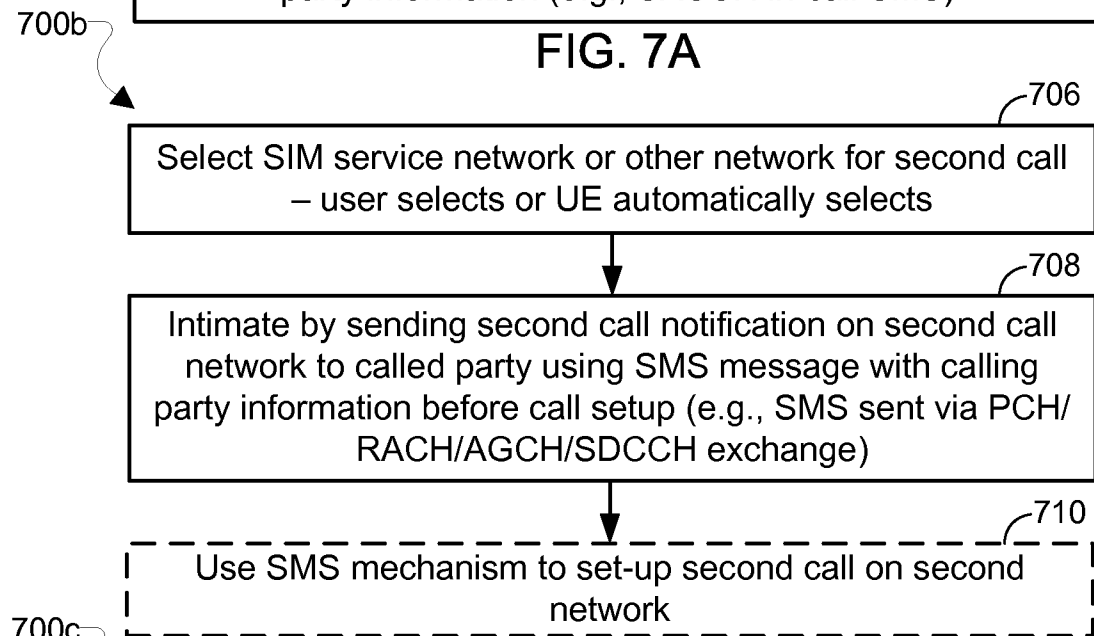 700b
FIG. 7A
706
Select SIM service network or other network for second call
– user selects or UE automatically selects
708
Intimate by sending second call notification on second call
network to called party using SMS message with calling
party information before call setup (e.g., SMS sent via PCH/
RACH/AGCH/SDCCH exchange)
710
Use SMS mechanism to set-up second call on second
network
700c